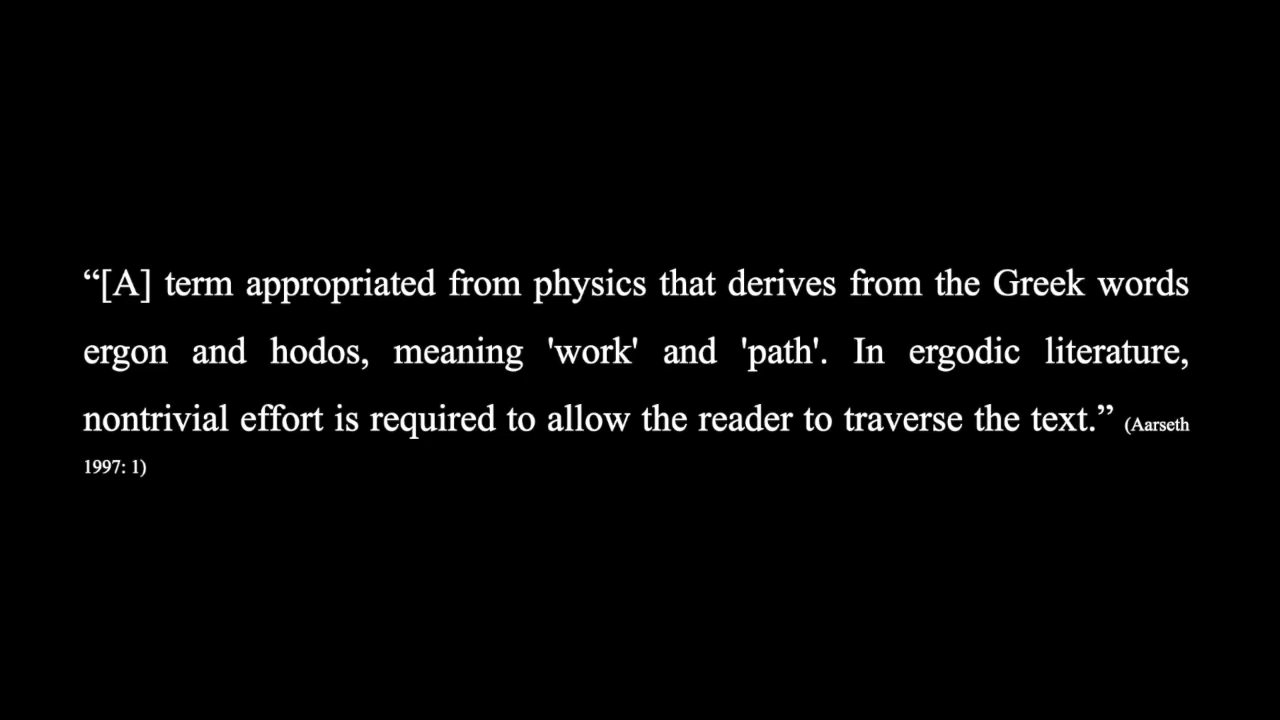 “[A] term appropriated from physics that derives from the Greek words
ergon and hodos, meaning 'work' and 'path'. In ergodic literature,
nontrivial effort is required to allow the reader to traverse the text.” (Aarseth
1997: 1)